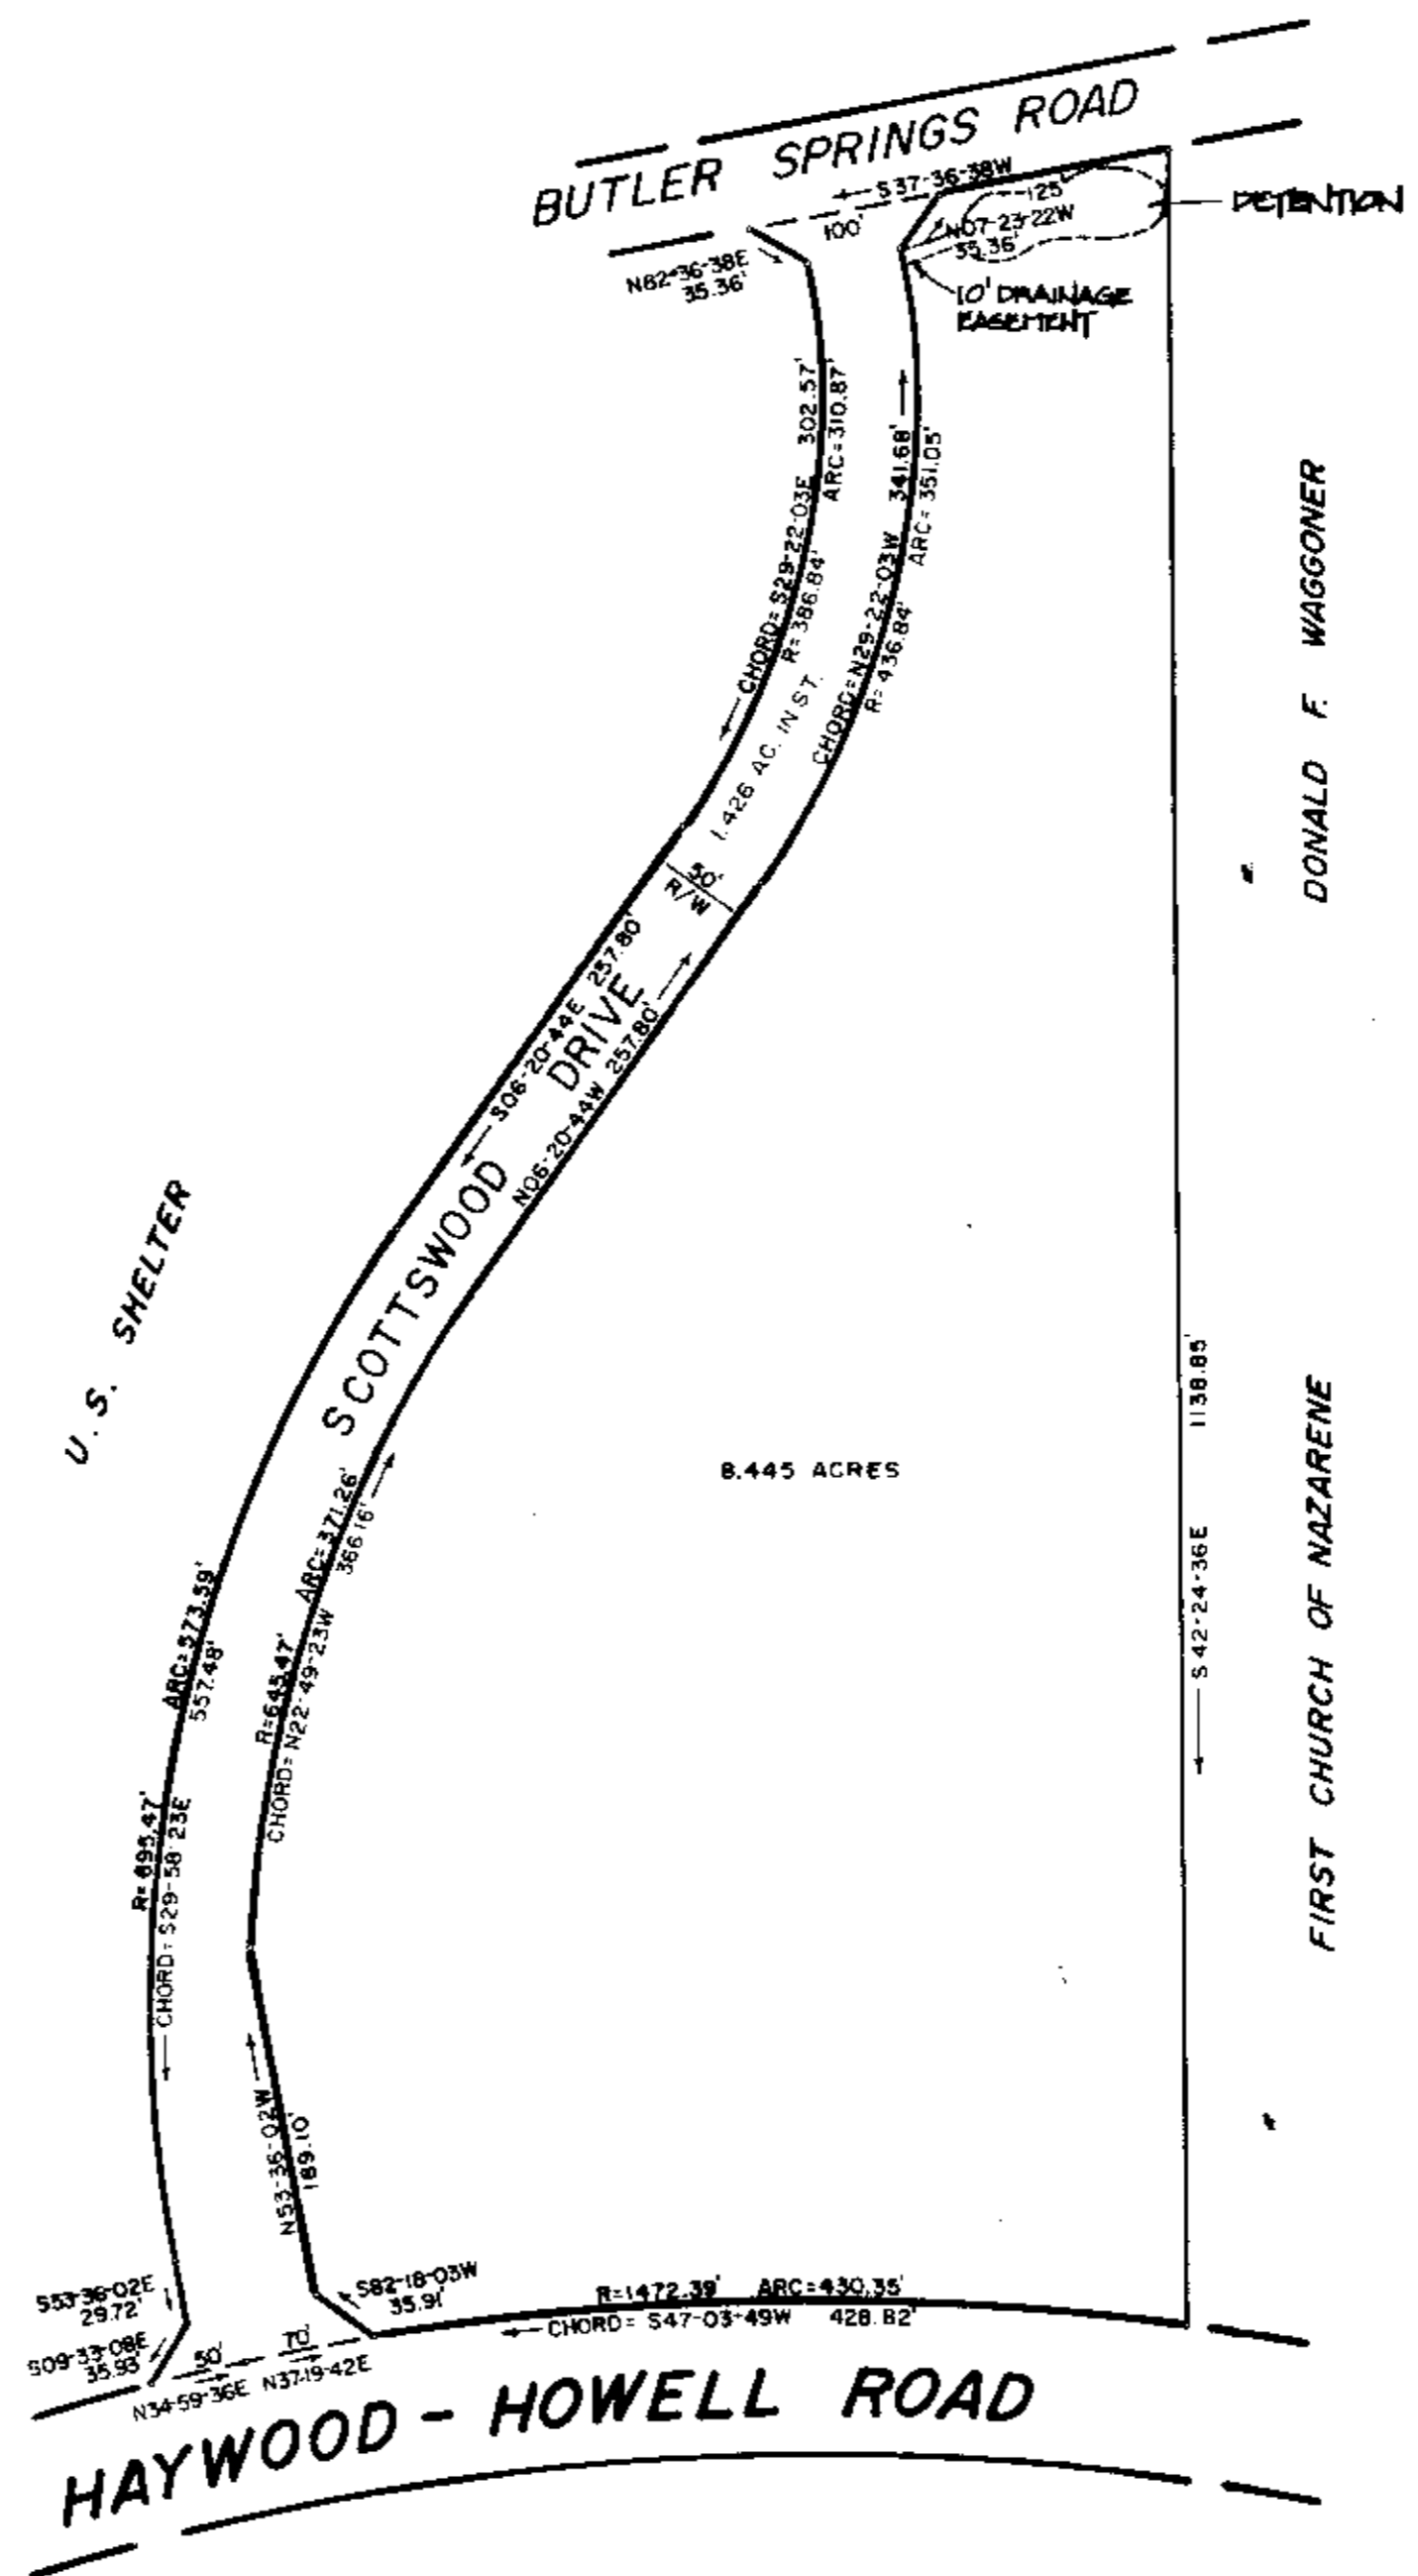 BUTLER SPRINGS ROAD
S37-36-38W
125'
100'
N07-23-22W
35.36'
DETENTION
N82-36-38E
35.36'
10' DRAINAGE
EASEMENT
CHORD= S29-22-03E 302.57'
R= 386.84' ARC=310.87'
CHORD=N29-22-03W 341.68'
R= 436.84' ARC= 351.05'
1.426 AC. IN ST.
50'
R/W
DONALD F. WAGGONER
S06-20-44E 257.80'
SCOTTSWOOD DRIVE
N06-20-44W 257.80'
U.S. SHELTER
1138.85'
S42-24-36E
8.445 ACRES
FIRST CHURCH OF NAZARENE
R=645.47' ARC=371.26'
CHORD= N22-49-23W 366.16'
R=695.47' ARC=573.59'
CHORD= S29-58-23E 557.48'
N53-36-02W
189.10'
S53-36-02E
29.72'
S82-18-03W
35.91'
R=1472.39' ARC=430.35'
CHORD= S47-03-49W 428.82'
S09-33-08E
35.93'
50'
70'
N34-59-36E N37-19-42E
HAYWOOD - HOWELL ROAD